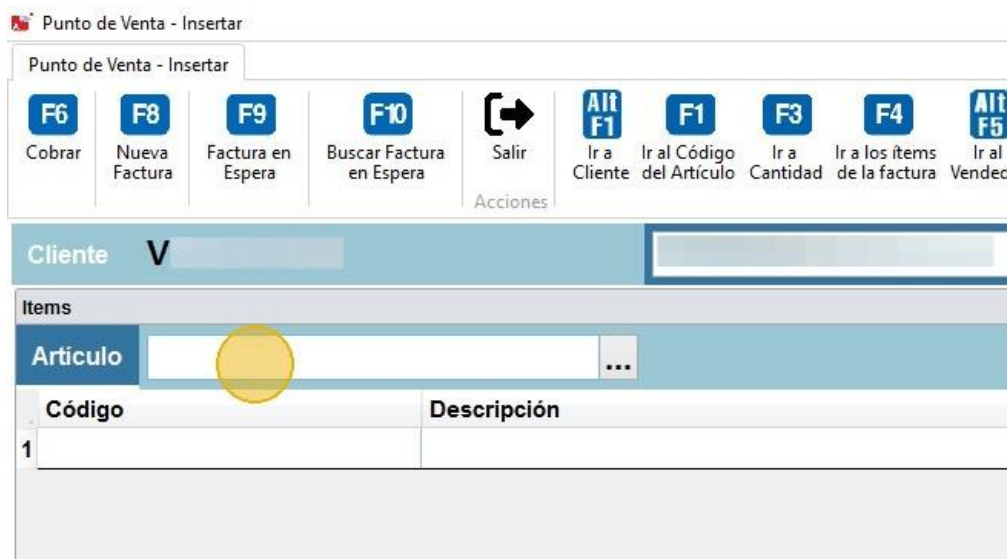 Punto de Venta - Insertar
Punto de Venta - Insertar
F6 F8 F9 F10 Alt F1 F1 F3 F4 Alt F5
Cobrar Nueva Factura Factura en Espera Buscar Factura en Espera Salir Ir a Cliente Ir al Código del Artículo Ir a Cantidad Ir a los ítems de la factura Ir al
Acciones
Cliente V
Items
Artículo ...
Código Descripción
1